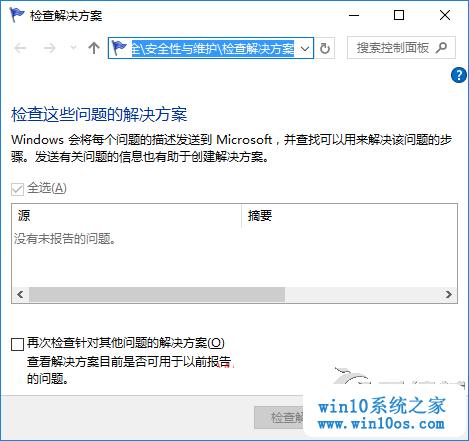 检查解决方案
全\安全性与维护\检查解决方案
搜索控制面板
检查这些问题的解决方案
Windows 会将每个问题的描述发送到 Microsoft，并查找可以用来解决该问题的步
骤。发送有关问题的信息也有助于创建解决方案。
全选(A)
源 摘要
没有未报告的问题。
再次检查针对其他问题的解决方案(O)
查看解决方案目前是否可用于以前报告
的问题。
检查解
win10系统之家
www.win10os.com